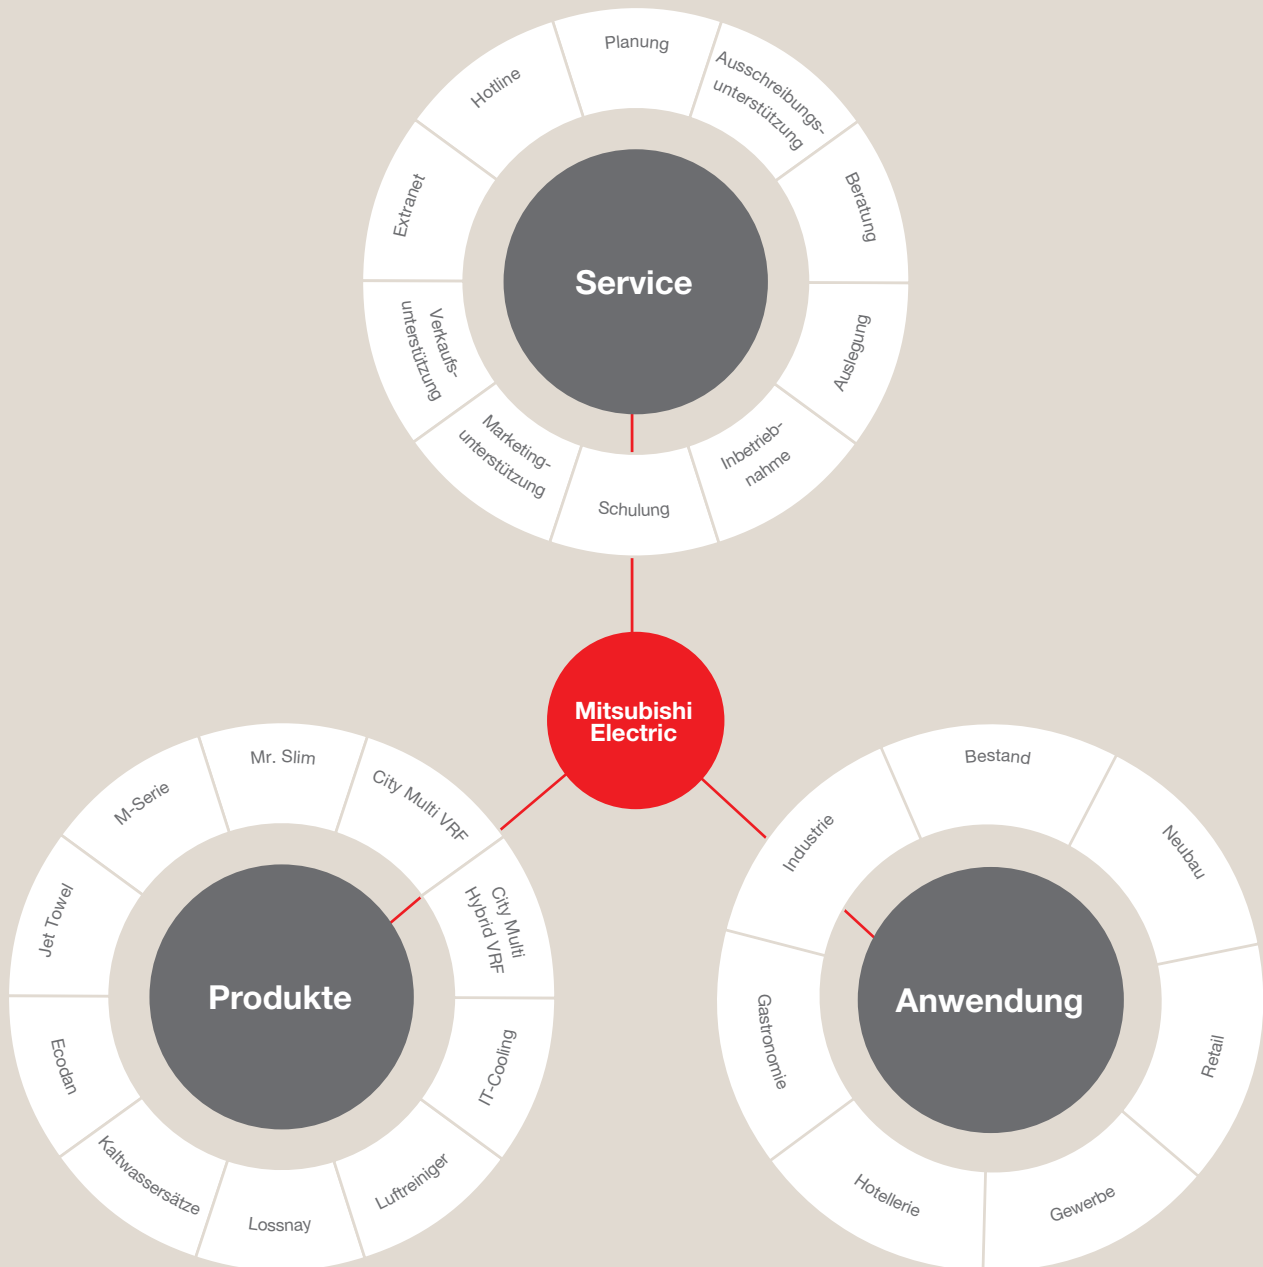 Planung
Ausschreibungs-
unterstützung
Beratung
Auslegung
Inbetrieb-
nahme
Schulung
Marketing-
unterstützung
Verkaufs-
unterstützung
Extranet
Hotline
Service
Mitsubishi
Electric
Mr. Slim
City Multi VRF
City Multi
Hybrid VRF
IT-Cooling
Luftreiniger
Lossnay
Kaltwassersätze
Ecodan
Jet Towel
M-Serie
Produkte
Bestand
Neubau
Retail
Gewerbe
Hotellerie
Gastronomie
Industrie
Anwendung